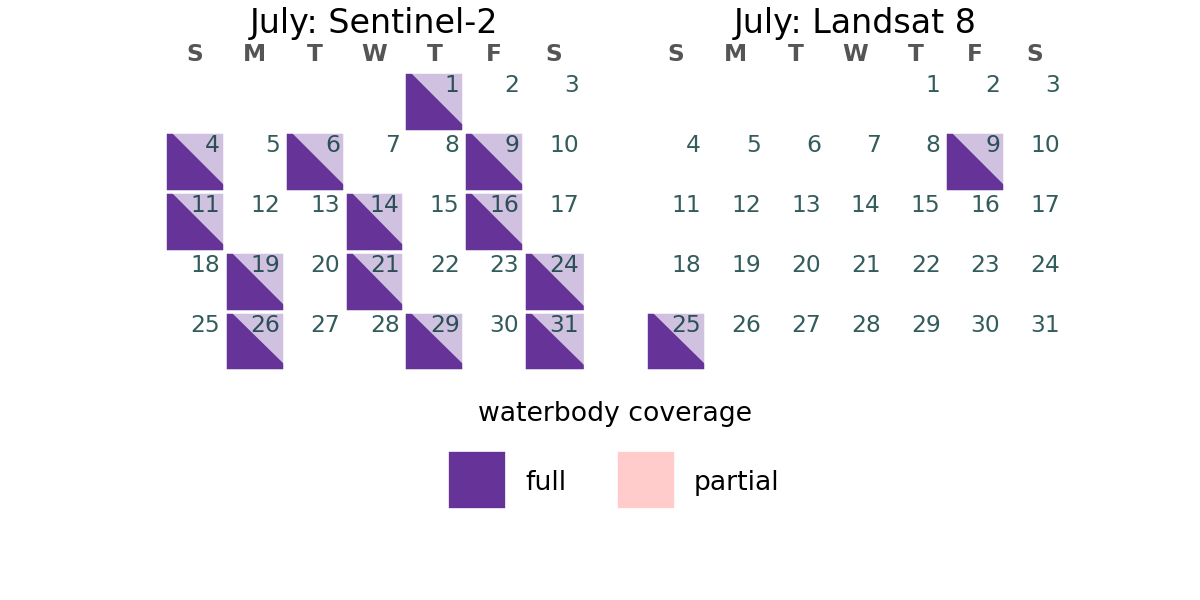 July: Sentinel-2
S M T W T F S
1 2 3
4 5 6 7 8 9 10
11 12 13 14 15 16 17
18 19 20 21 22 23 24
25 26 27 28 29 30 31
July: Landsat 8
S M T W T F S
1 2 3
4 5 6 7 8 9 10
11 12 13 14 15 16 17
18 19 20 21 22 23 24
25 26 27 28 29 30 31
waterbody coverage
full partial